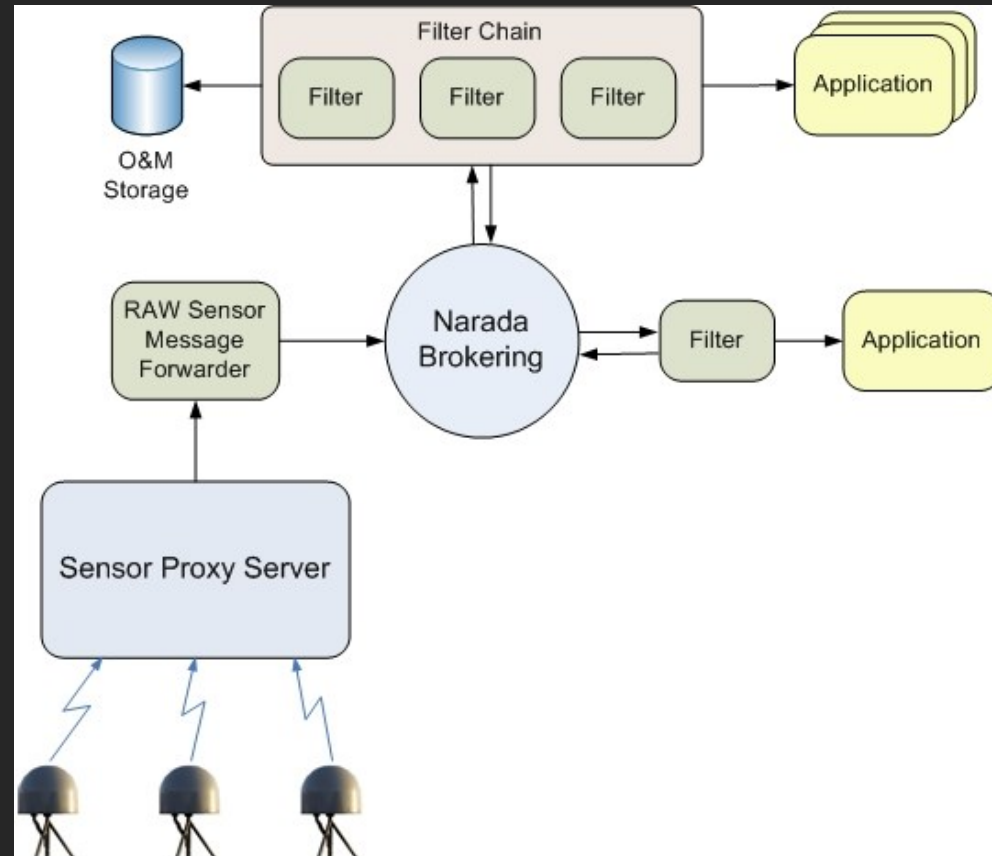 Filter Chain
Filter
Filter
Filter
Application
O&M
Storage
RAW Sensor
Message
Forwarder
Narada
Brokering
Filter
Application
Sensor Proxy Server